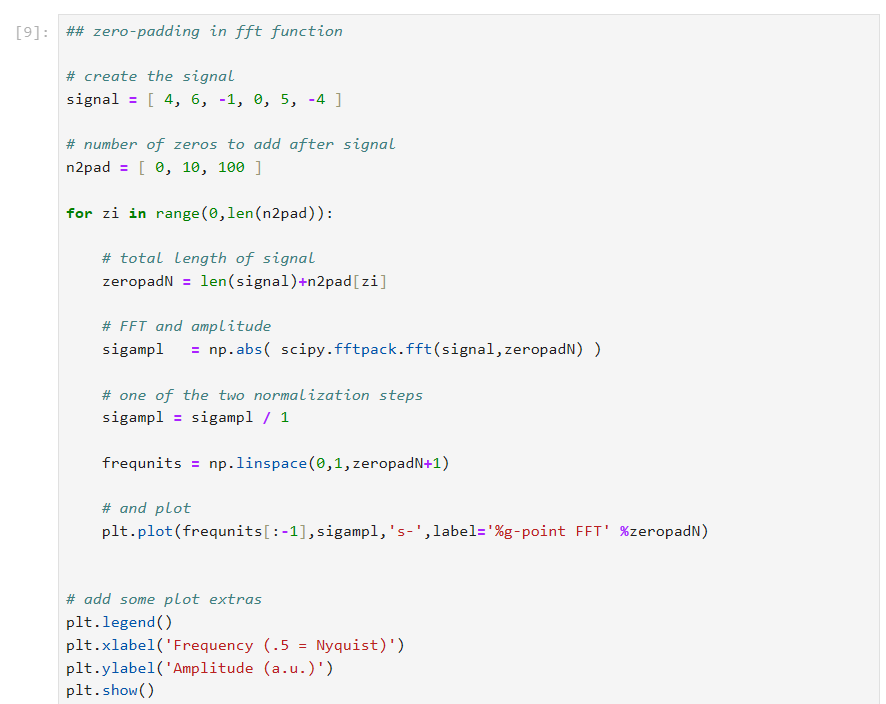 [9]: ## zero-padding in fft function
# create the signal
signal = [ 4, 6, -1, 0, 5, -4 ]
# number of zeros to add after signal
n2pad = [ 0, 10, 100 ]
for zi in range(0,len(n2pad)):
    # total length of signal
    zeropadN = len(signal)+n2pad[zi]
    # FFT and amplitude
    sigampl   = np.abs( scipy.fftpack.fft(signal,zeropadN) )
    # one of the two normalization steps
    sigampl = sigampl / 1
    frequnits = np.linspace(0,1,zeropadN+1)
    # and plot
    plt.plot(frequnits[:-1],sigampl,'s-',label='%g-point FFT' %zeropadN)
# add some plot extras
plt.legend()
plt.xlabel('Frequency (.5 = Nyquist)')
plt.ylabel('Amplitude (a.u.)')
plt.show()